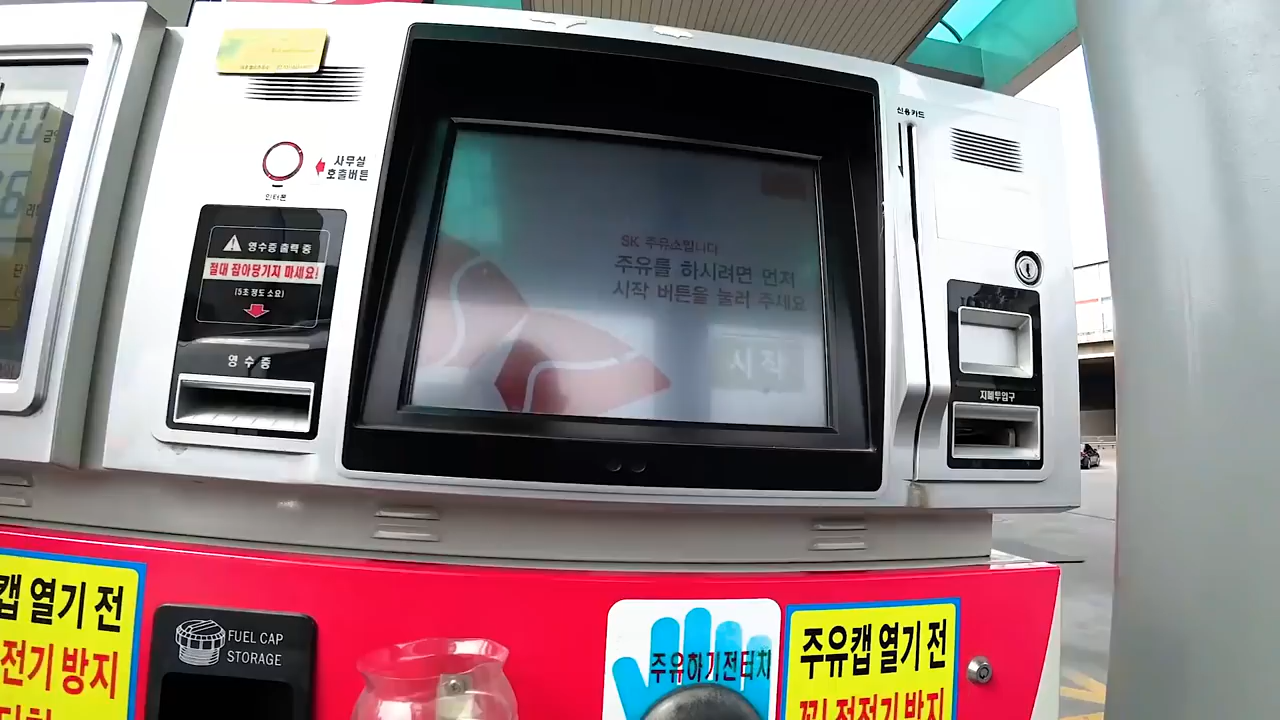 신용카드
사무실
호출버튼
인터폰
영수증 출력 중
절대 잡아당기지 마세요!
(5초 정도 소요)
영수증
SK 주유소입니다
주유를 하시려면 먼저
시작 버튼을 눌러 주세요
시작
지폐투입구
캡 열기 전
전기 방지
FUEL CAP
STORAGE
주유하기전터치
주유캡 열기 전
정전기 방지